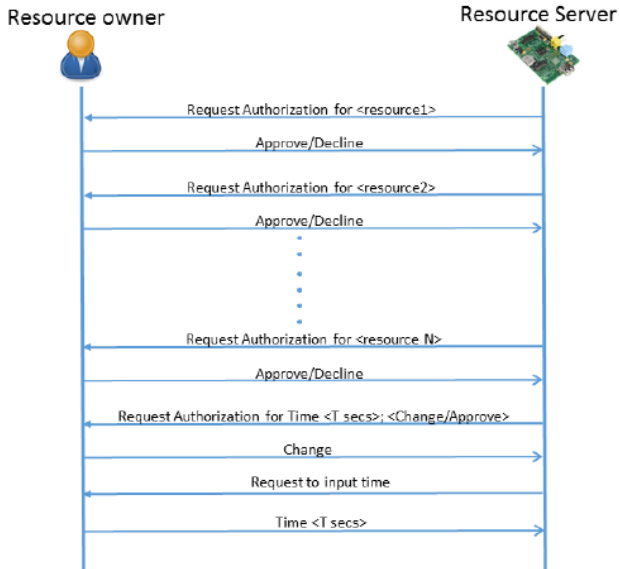 Resource owner
Resource Server
Request Authorization for <resource1>
Approve/Decline
Request Authorization for <resource2>
Approve/Decline
Request Authorization for <resource N>
Approve/Decline
Request Authorization for Time <T secs>; <Change/Approve>
Change
Request to input time
Time <T secs>